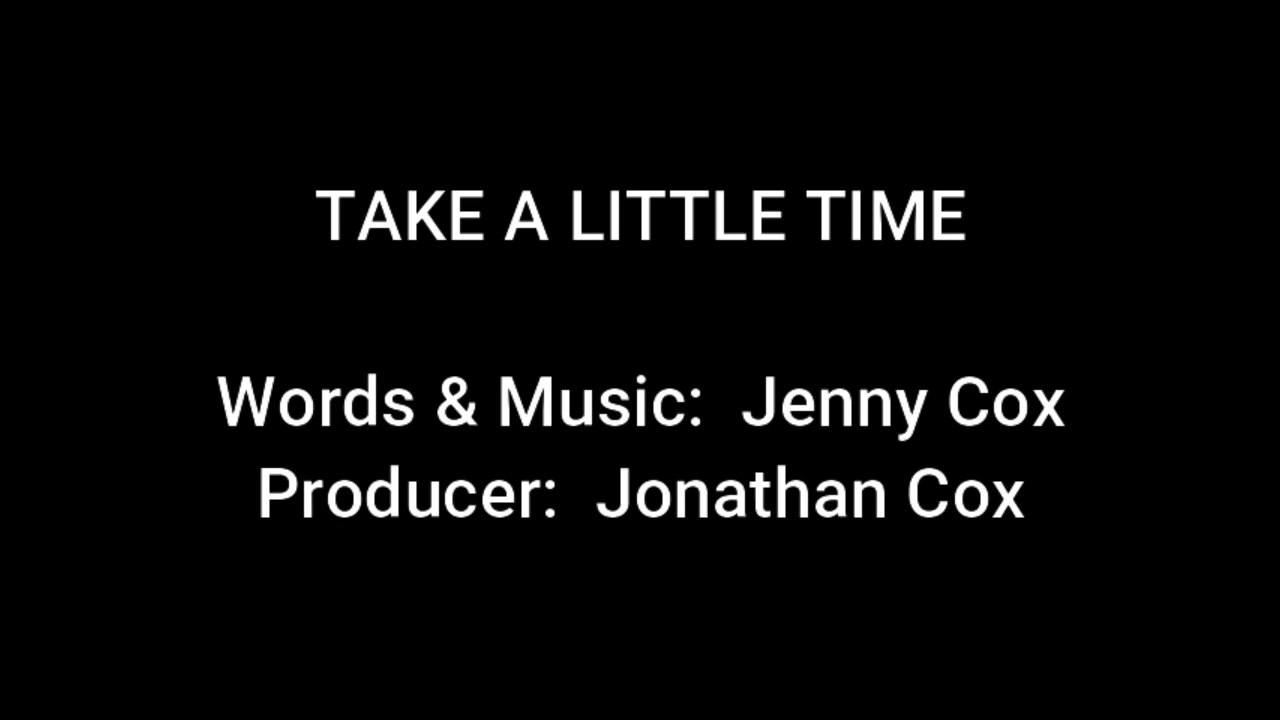 TAKE A LITTLE TIME
Words & Music:  Jenny Cox
Producer:  Jonathan Cox